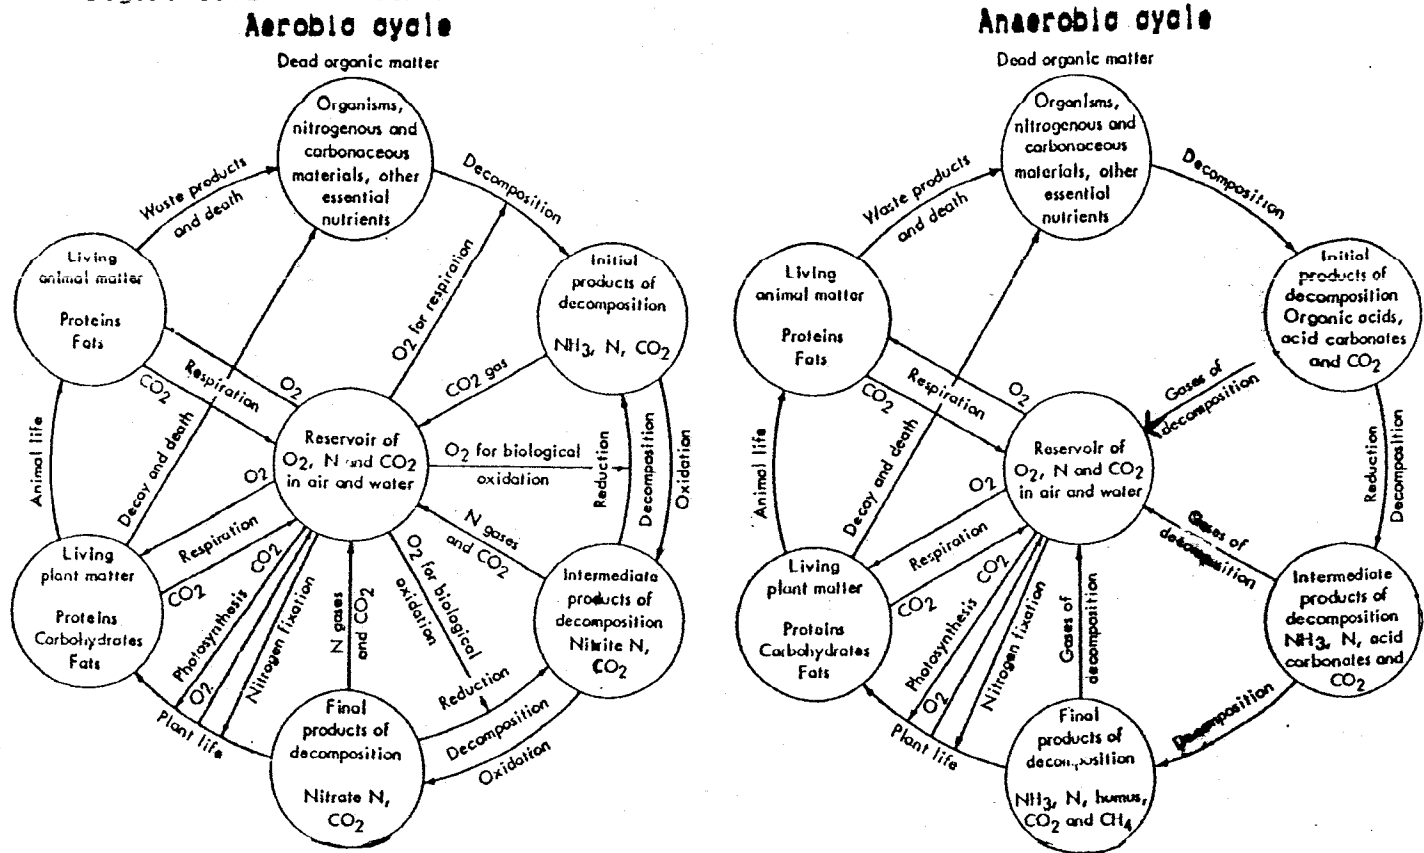 Aerobic cycle
Dead organic matter
Organisms,
nitrogenous and
carbonaceous
materials, other
essential
nutrients
Waste products
and death
Decomposition
Living
animal matter
Proteins
Fats
Initial
products of
decomposition
NH3, N, CO2
O2 for respiration
CO2
Respiration
O2
CO2 gas
Animal life
Decay and death
Reservoir of
O2, N and CO2
in air and water
O2 for biological
oxidation
Reduction
Decomposition
Oxidation
O2
Respiration
CO2
N gases
and CO2
Living
plant matter
Proteins
Carbohydrates
Fats
CO2
Photosynthesis
O2
Nitrogen fixation
N gases
and CO2
O2 for biological
oxidation
Intermediate
products of
decomposition
Nitrite N,
CO2
Plant life
Reduction
Decomposition
Oxidation
Final
products of
decomposition
Nitrate N,
CO2
Anaerobic cycle
Dead organic matter
Organisms,
nitrogenous and
carbonaceous
materials, other
essential
nutrients
Waste products
and death
Decomposition
Living
animal matter
Proteins
Fats
Initial
products of
decomposition
Organic acids,
acid carbonates
and CO2
CO2
Respiration
O2
Gases of
decomposition
Animal life
Decay and death
Reservoir of
O2, N and CO2
in air and water
Reduction
Decomposition
O2
Respiration
CO2
Gases of
decomposition
Living
plant matter
Proteins
Carbohydrates
Fats
CO2
Photosynthesis
O2
Nitrogen fixation
Gases of
decomposition
Intermediate
products of
decomposition
NH3, N, acid
carbonates and
CO2
Plant life
Decomposition
Final
products of
decomposition
NH3, N, humus,
CO2 and CH4